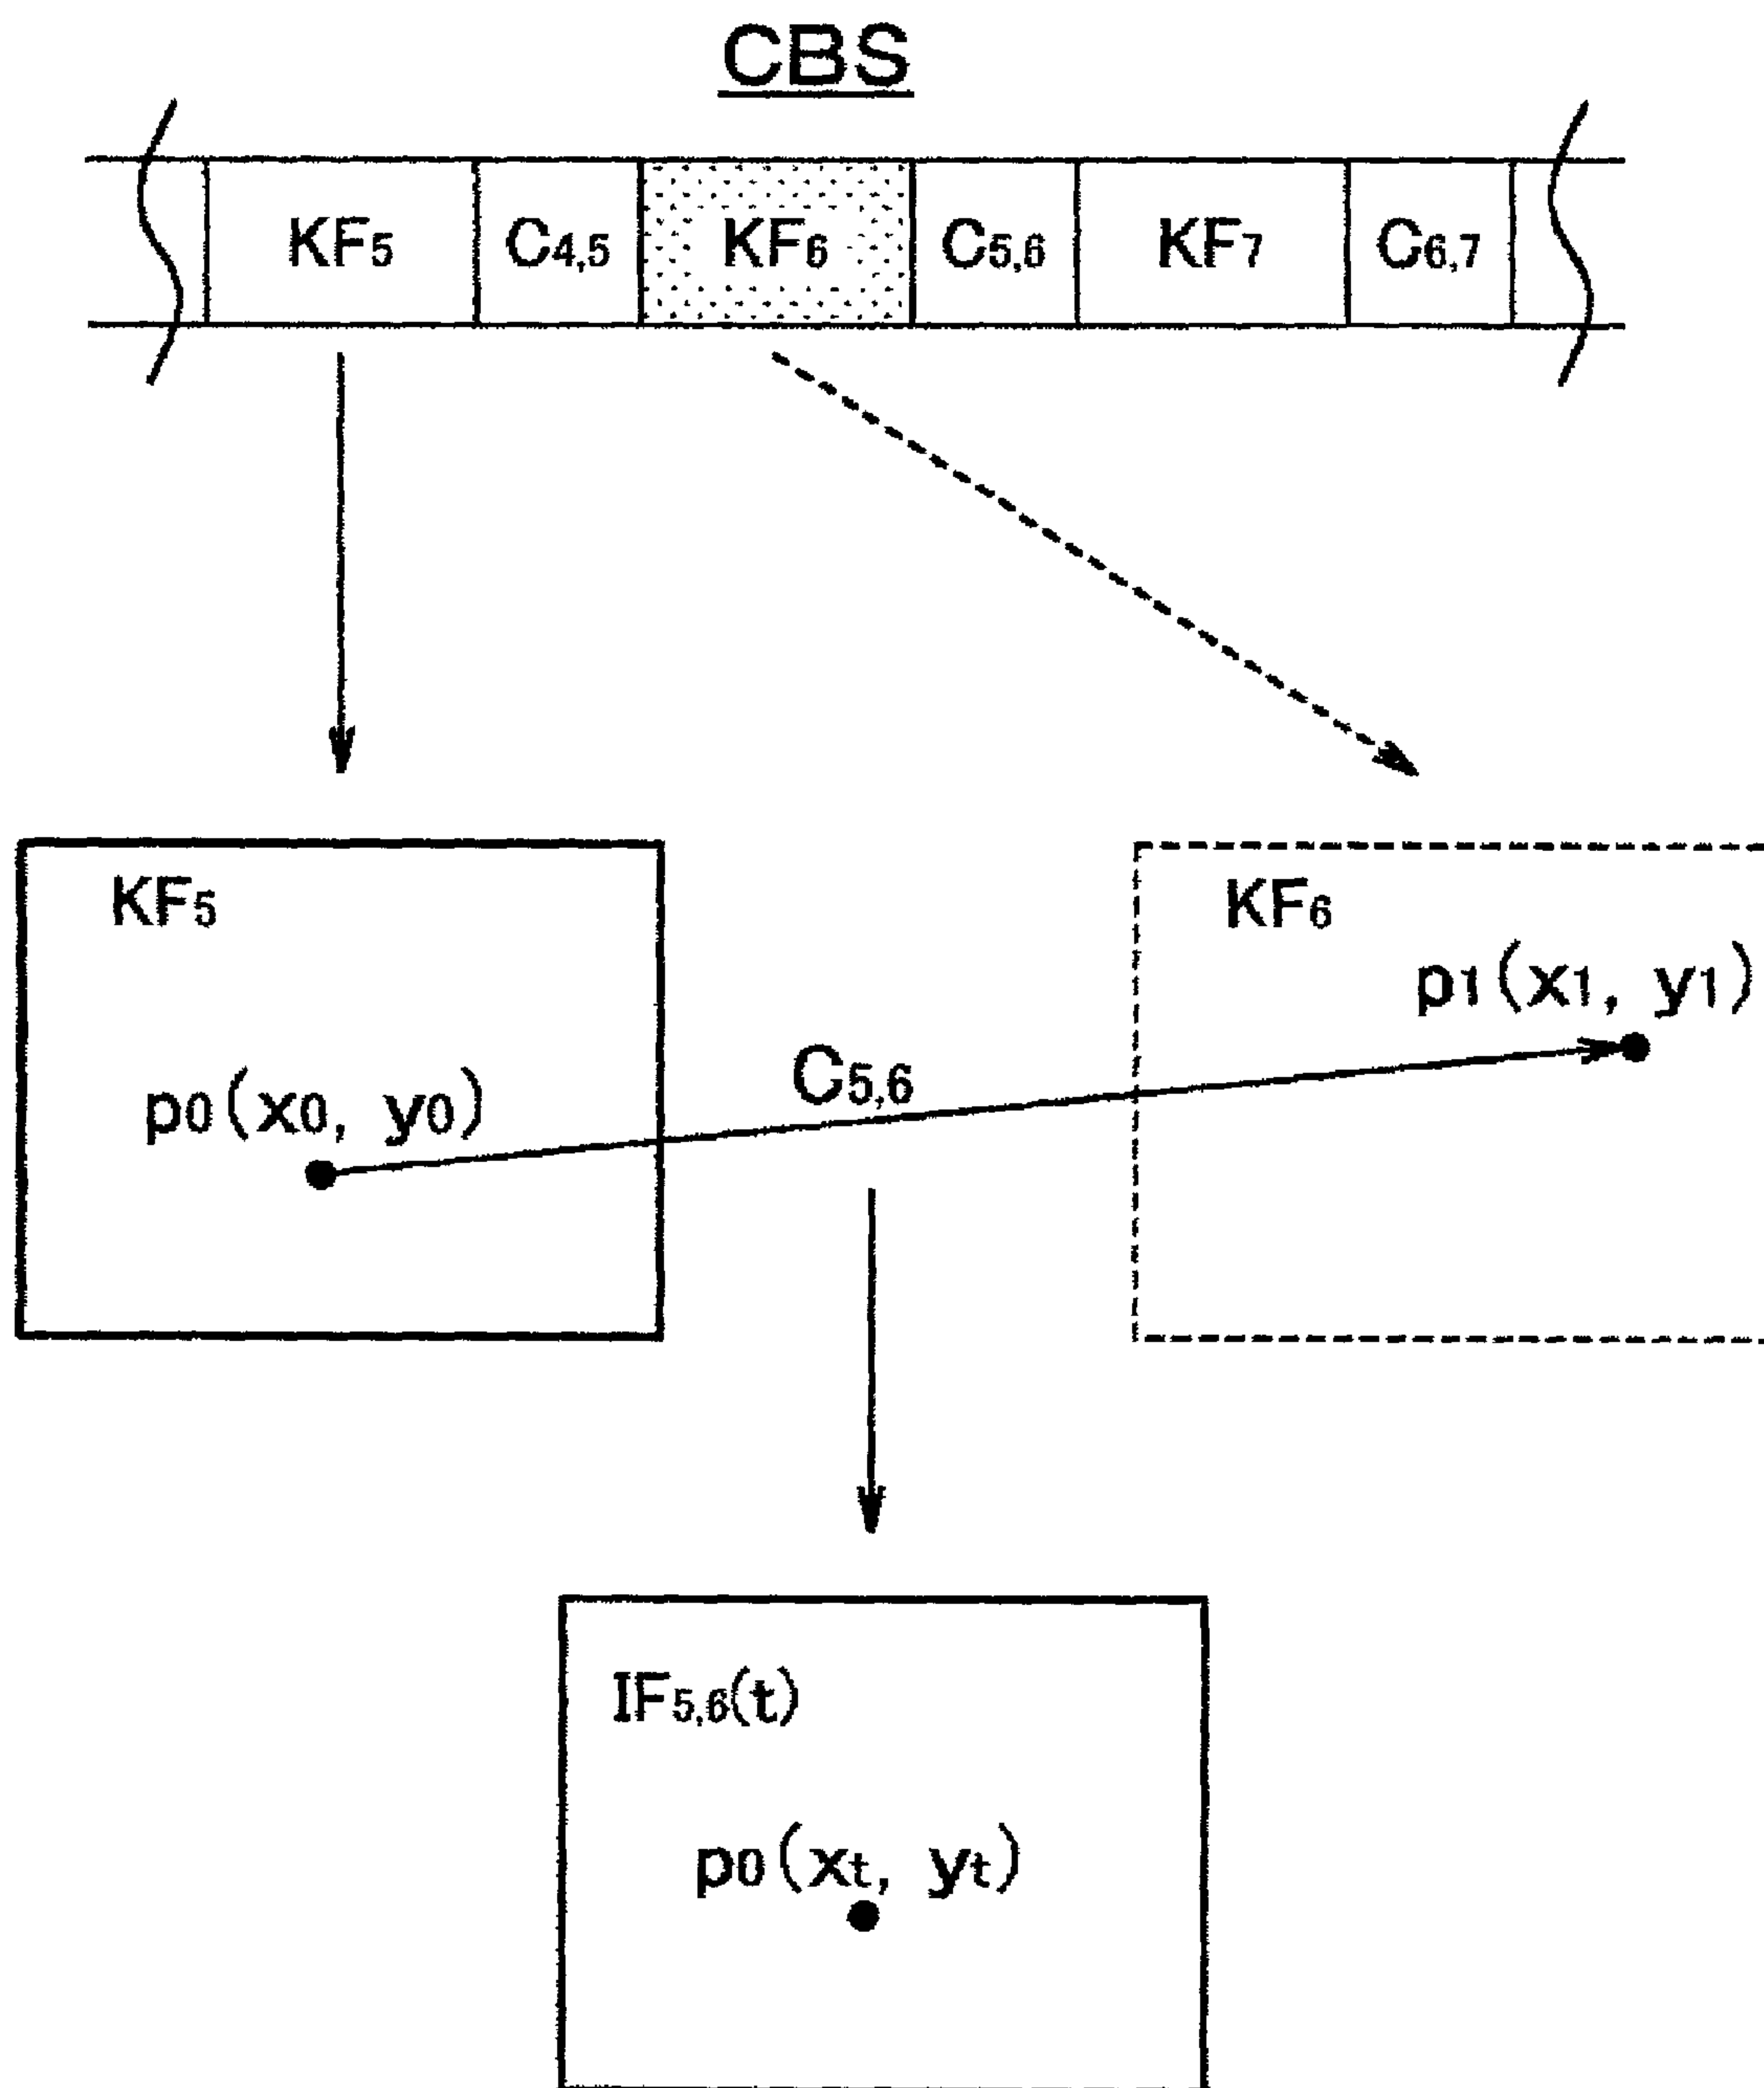 CBS
KF5 C4,5 KF6 C5,6 KF7 C6,7
KF5
KF6
p1(x1, y1)
C5,6
p0(x0, y0)
IF5,6(t)
p0(xt, yt)